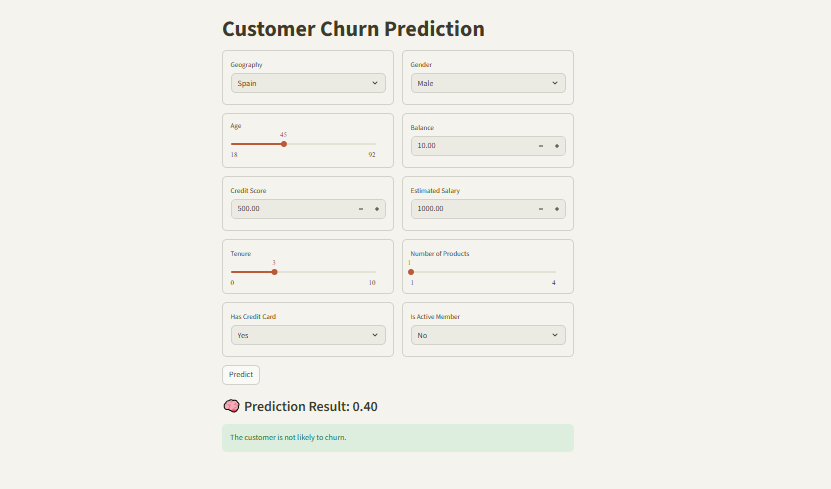 Customer Churn Prediction
Geography
Spain
Gender
Male
Age
45
18 92
Balance
10.00
Credit Score
500.00
Estimated Salary
1000.00
Tenure
3
0 10
Number of Products
1
1 4
Has Credit Card
Yes
Is Active Member
No
Predict
Prediction Result: 0.40
The customer is not likely to churn.